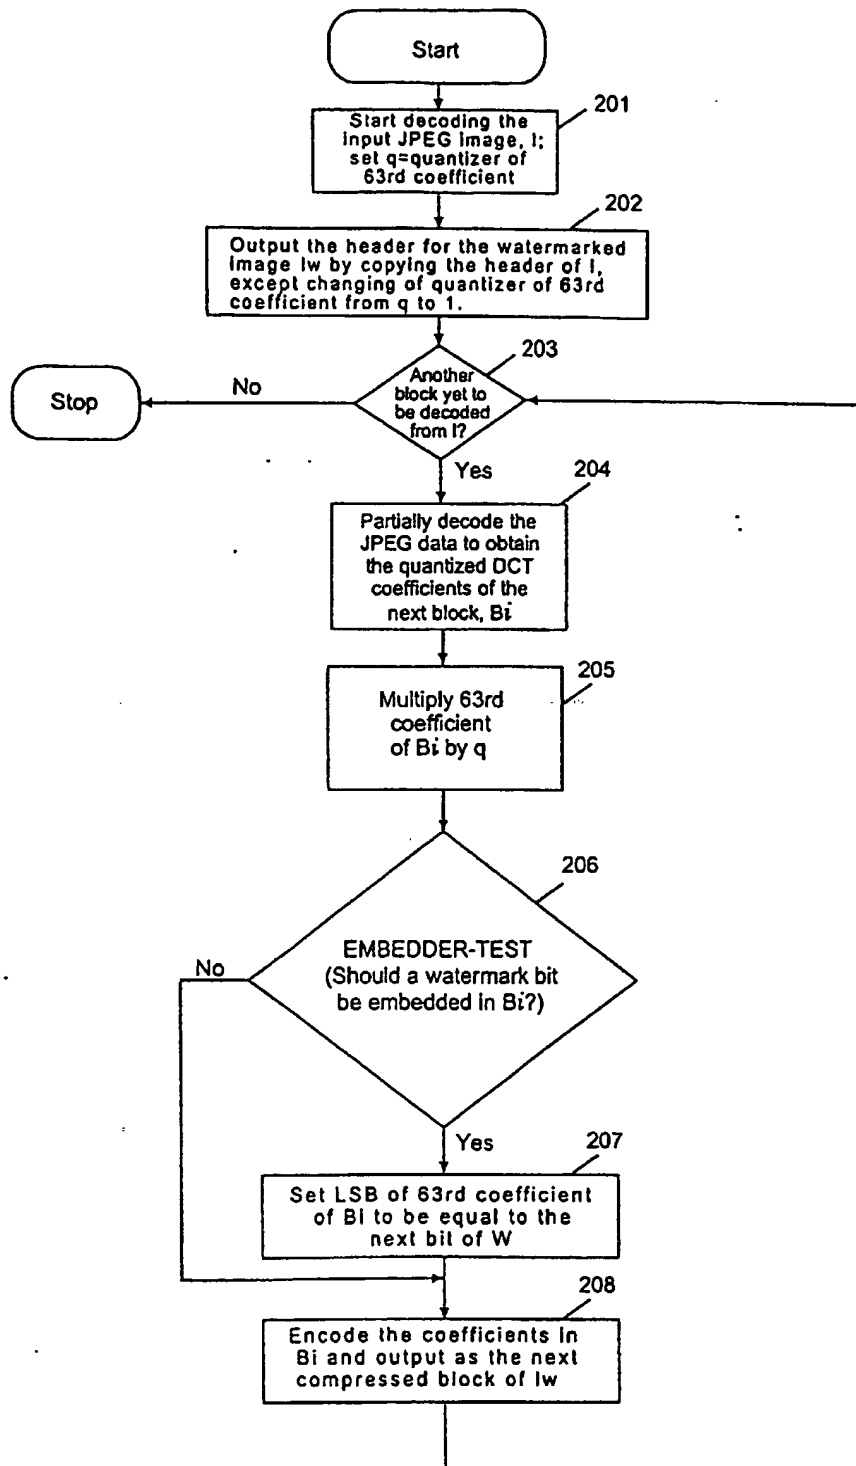 Start
201
Start decoding the
input JPEG image, I;
set q=quantizer of
63rd coefficient
202
Output the header for the watermarked
image Iw by copying the header of I,
except changing of quantizer of 63rd
coefficient from q to 1.
203
Another
block yet to
be decoded
from I?
No
Stop
Yes
204
Partially decode the
JPEG data to obtain
the quantized DCT
coefficients of the
next block, Bi
205
Multiply 63rd
coefficient
of Bi by q
206
EMBEDDER-TEST
(Should a watermark bit
be embedded in Bi?)
No
Yes
207
Set LSB of 63rd coefficient
of Bi to be equal to the
next bit of W
208
Encode the coefficients in
Bi and output as the next
compressed block of Iw